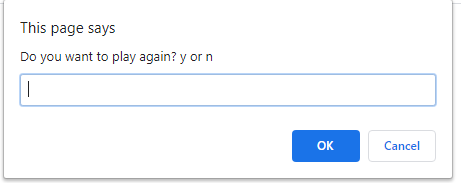 This page says
Do you want to play again? y or n
OK Cancel